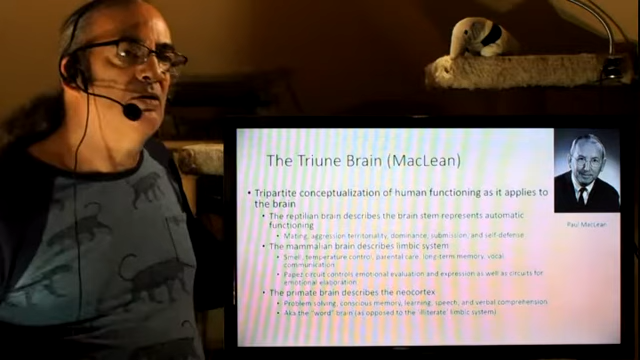 The Triune Brain (MacLean)
• Tripartite conceptualization of human functioning as it applies to
the brain
• The reptilian brain describes the brain stem represents automatic
functioning
• Mating, aggression territoriality, dominance, submission, and self-defense
• The mammalian brain describes limbic system
• Smell, temperature control, parental care, long-term memory, vocal
communication
• Papez circuit controls emotional evaluation and expression as well as circuits for
emotional elaboration
• The primate brain describes the neocortex
• Problem solving, conscious memory, learning, speech, and verbal comprehension
• Aka the "word" brain (as opposed to the "illiterate" limbic system)
Paul MacLean